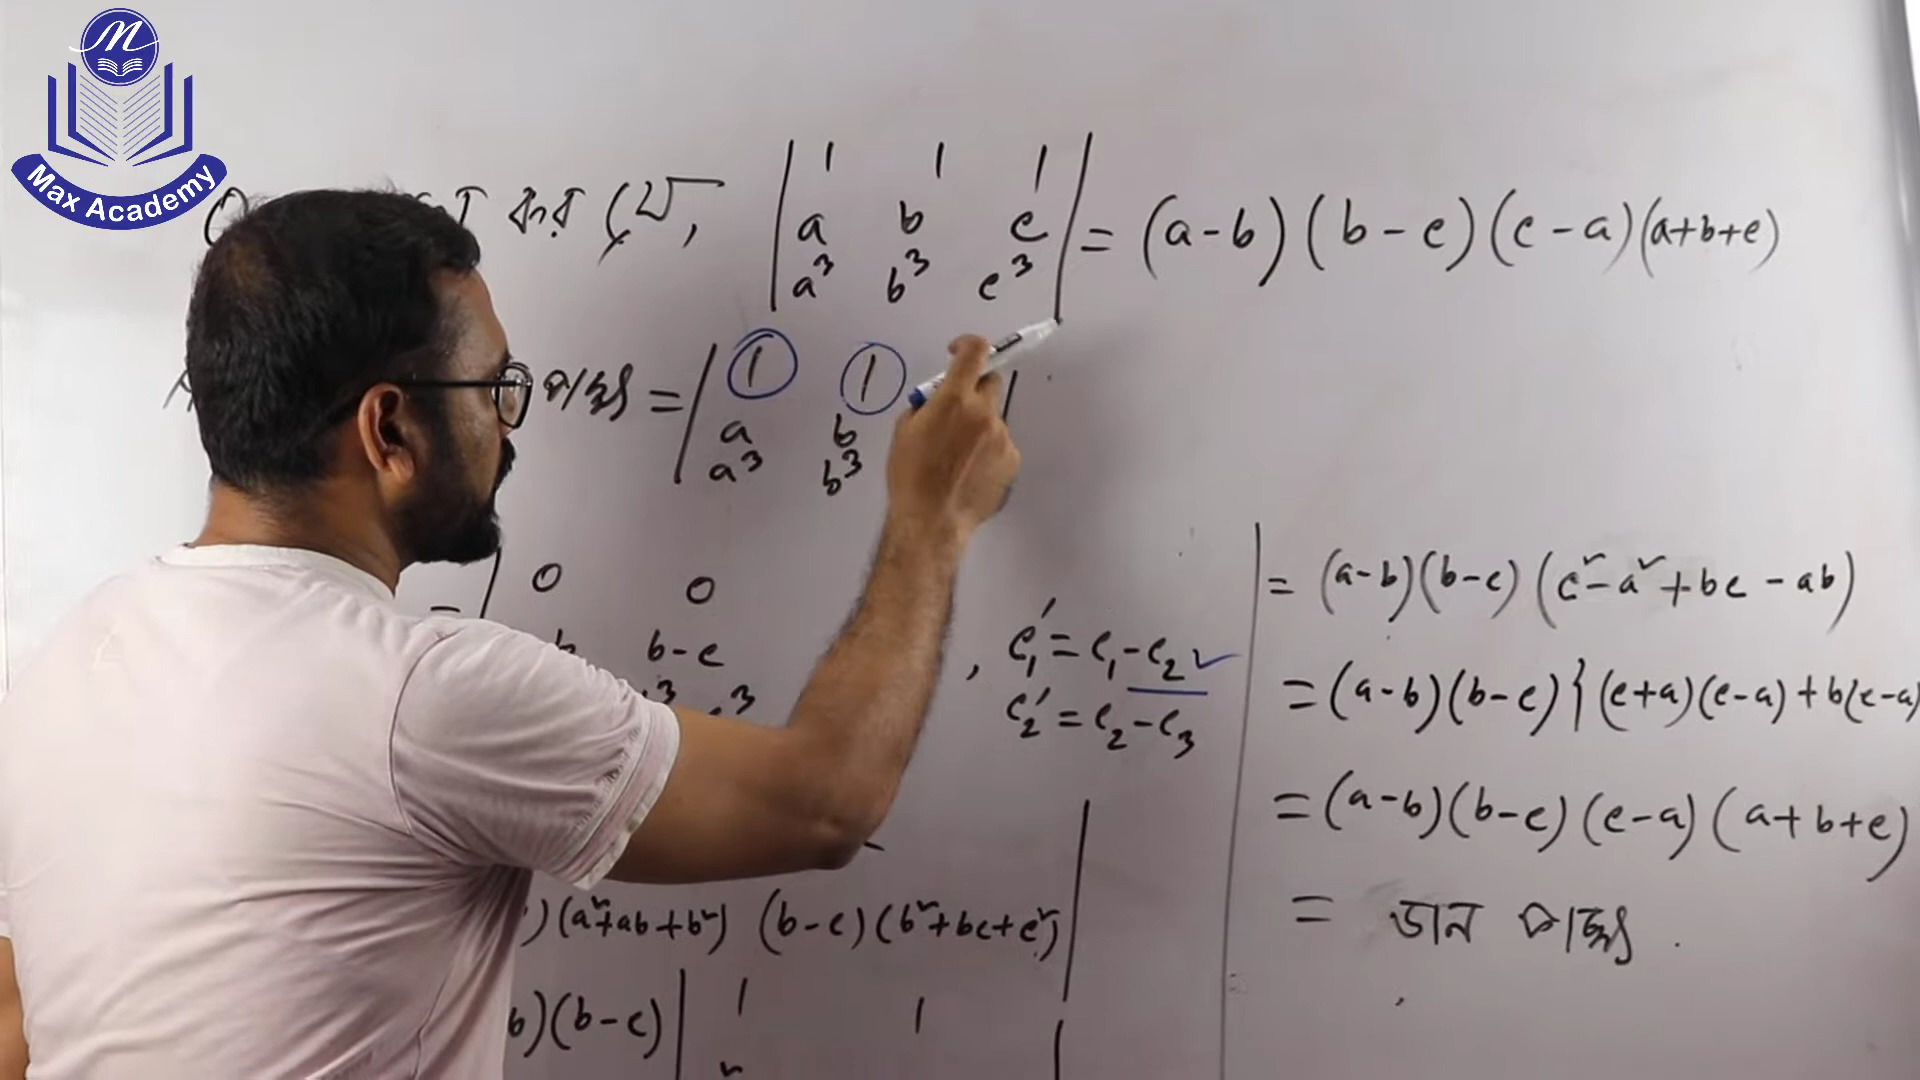 Max Academy
কর যে, | 1 1 1 | = (a-b)(b-c)(c-a)(a+b+c)
a b c
a³ b³ c³
পক্ষ = | 1 1 |
a b
a³ b³
= | 0 0
b-c
, c₁' = c₁-c₂ ✓
c₂' = c₂-c₃
)(a²+ab+b²) (b-c)(b²+bc+c²) |
b)(b-c) | 1 1 |
= (a-b)(b-c)(c²-a²+bc-ab)
= (a-b)(b-c){(c+a)(c-a)+b(c-a)
= (a-b)(b-c)(c-a)(a+b+c)
= ডান পক্ষ .